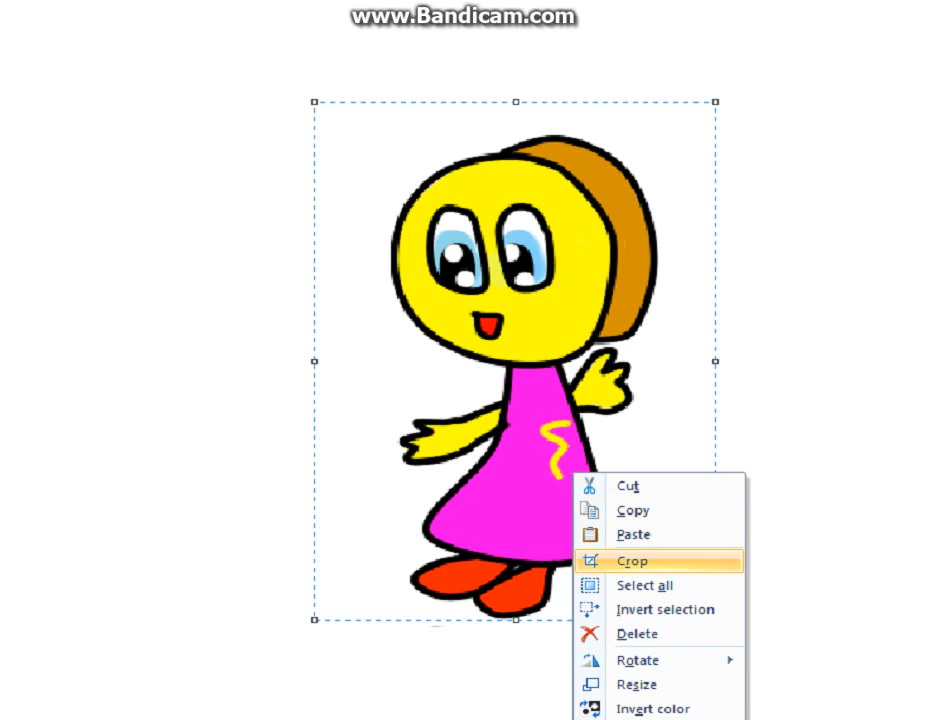 www.Bandicam.com
Cut
Copy
Paste
Crop
Select all
Invert selection
Delete
Rotate
Resize
Invert color